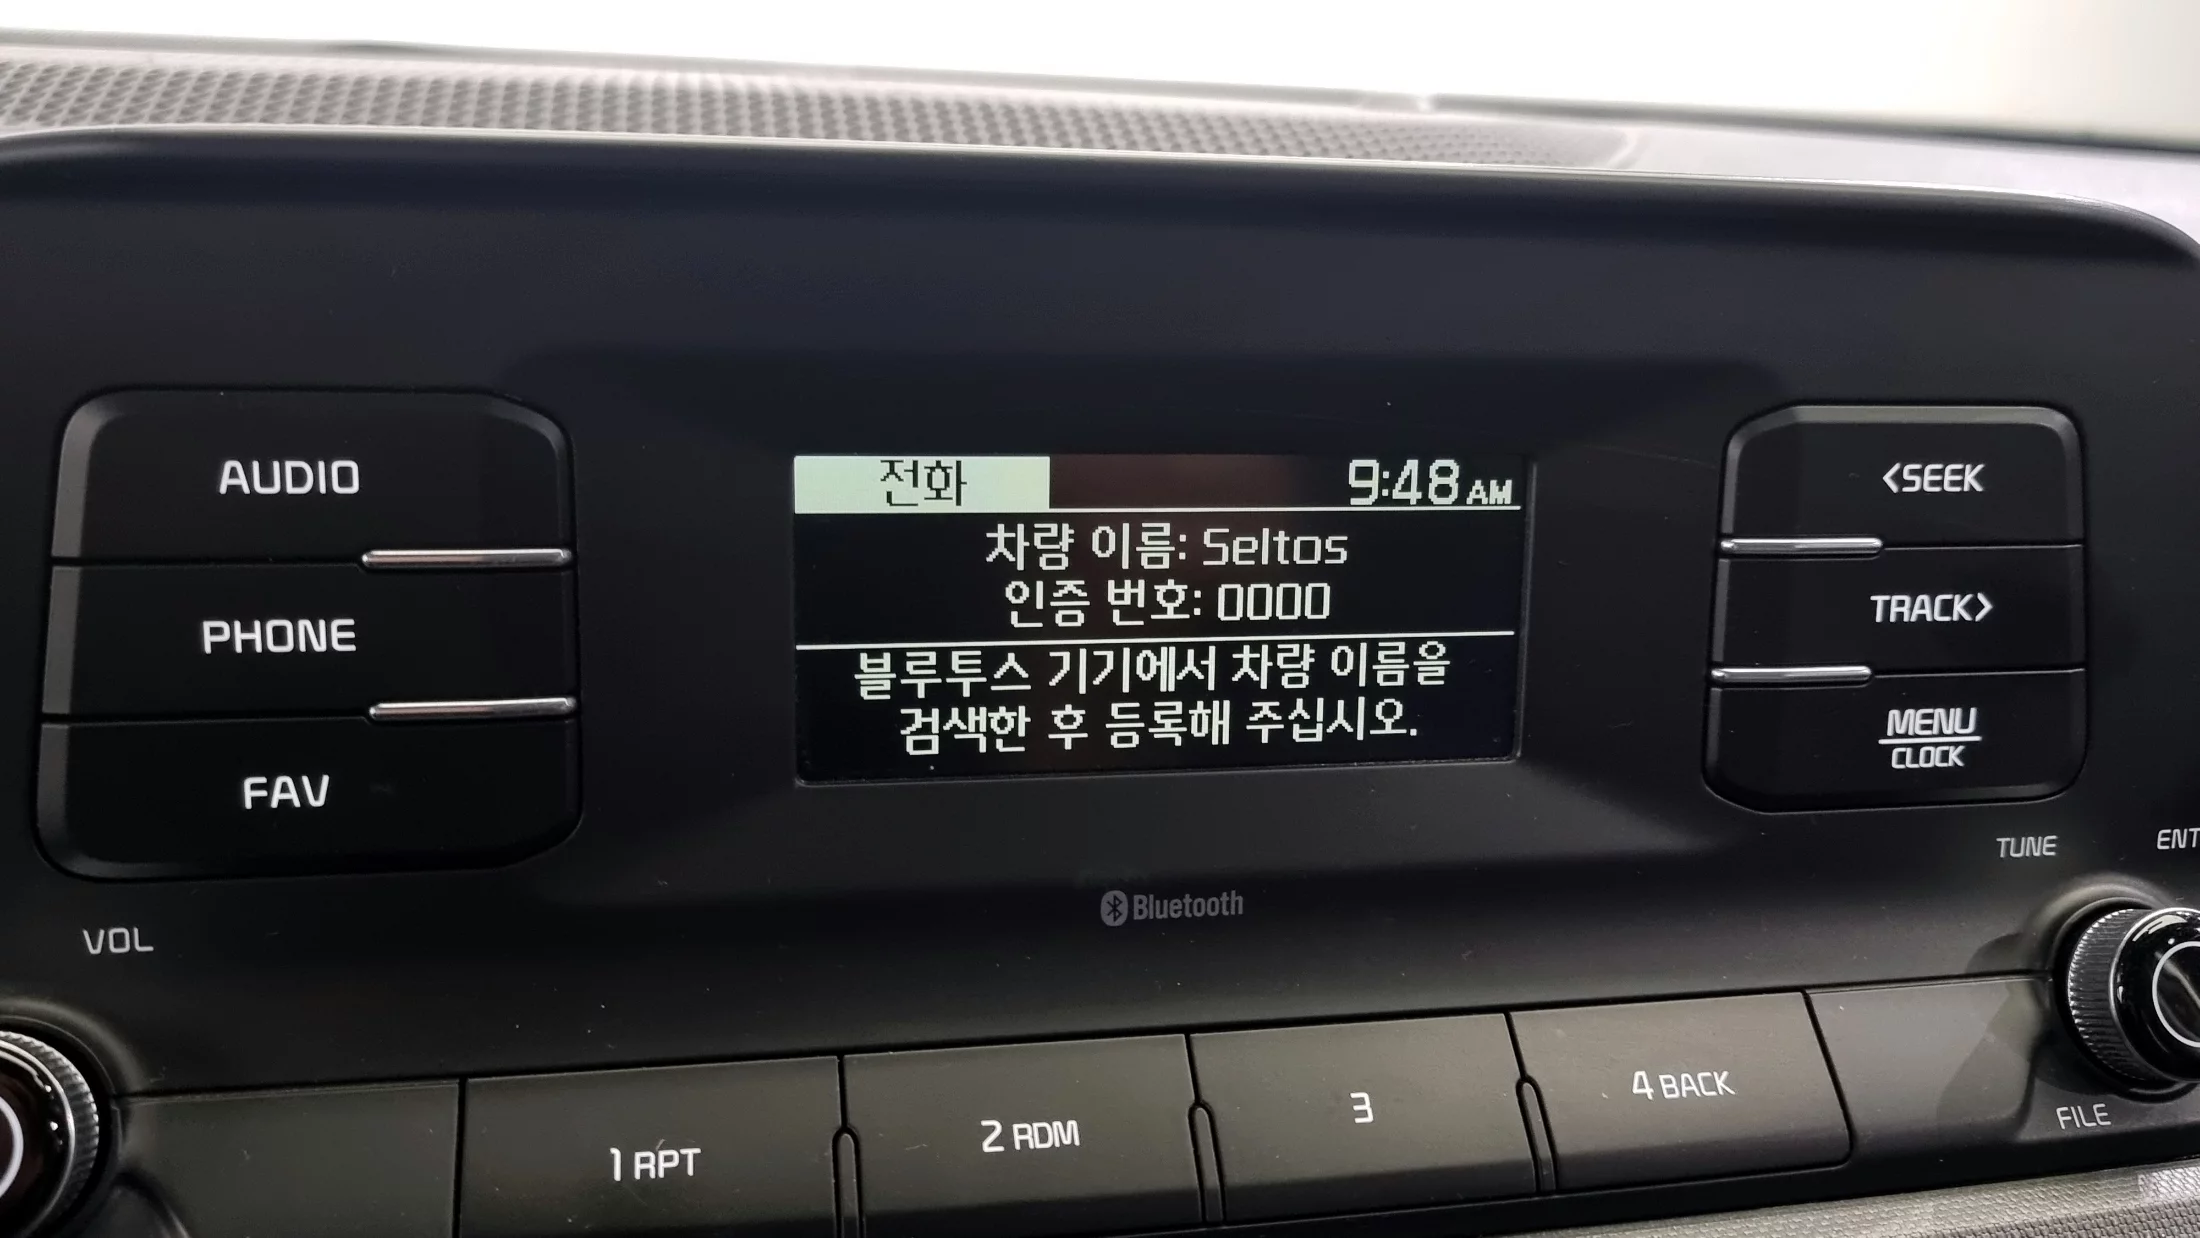 AUDIO
PHONE
FAV
VOL
전화 9:48 AM
차량 이름: Seltos
인증 번호: 0000
블루투스 기기에서 차량 이름을
검색한 후 등록해 주십시오.
Bluetooth
<SEEK
TRACK>
MENU
CLOCK
TUNE
FILE
1 RPT
2 RDM
3
4 BACK